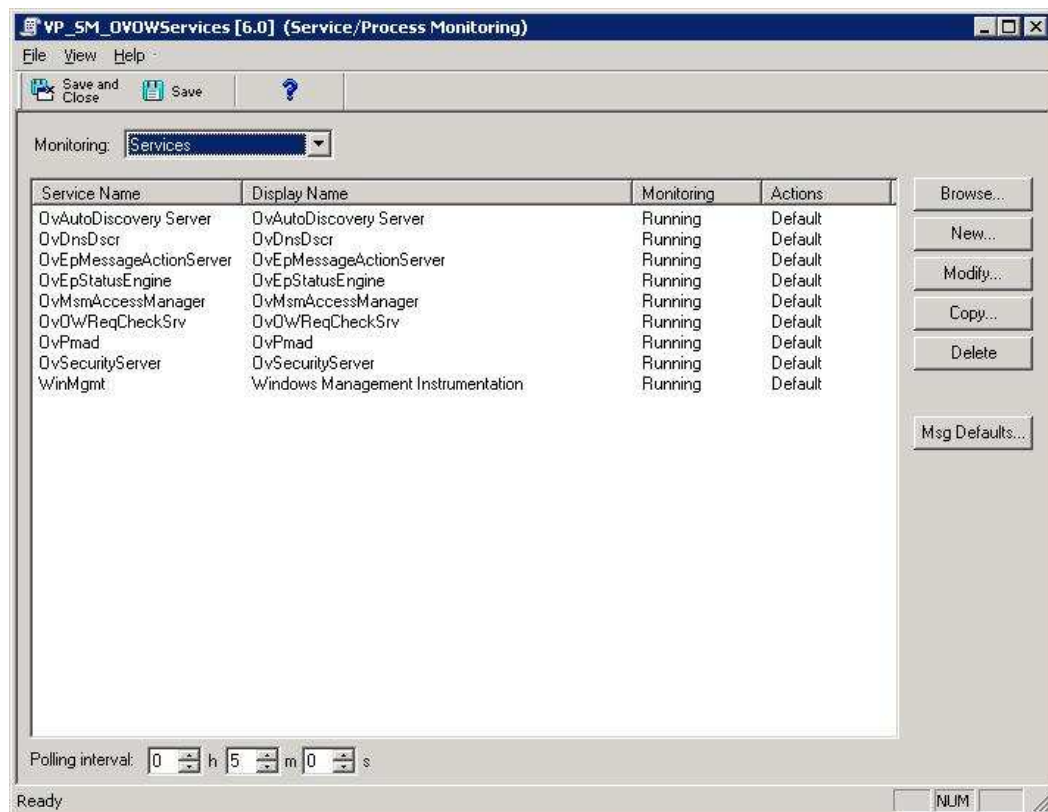 VP_SM_OVOWServices [6.0] (Service/Process Monitoring)
File View Help
Save and Close Save ?
Monitoring: Services
Service Name Display Name Monitoring Actions
OvAutoDiscovery Server OvAutoDiscovery Server Running Default
OvDnsDscr OvDnsDscr Running Default
OvEpMessageActionServer OvEpMessageActionServer Running Default
OvEpStatusEngine OvEpStatusEngine Running Default
OvMsmAccessManager OvMsmAccessManager Running Default
OvOWReqCheckSrv OvOWReqCheckSrv Running Default
OvPmad OvPmad Running Default
OvSecurityServer OvSecurityServer Running Default
WinMgmt Windows Management Instrumentation Running Default
Browse...
New...
Modify...
Copy...
Delete
Msg Defaults...
Polling interval: 0 h 5 m 0 s
Ready NUM